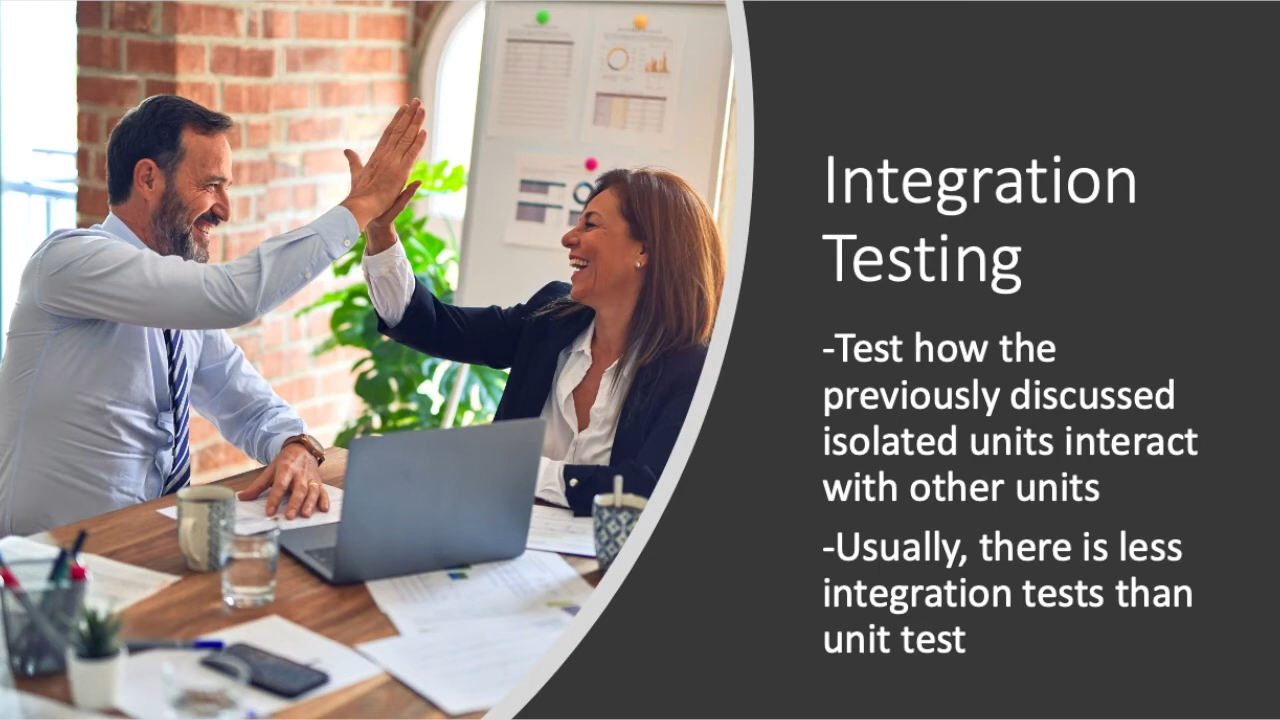 Integration
Testing
-Test how the
previously discussed
isolated units interact
with other units
-Usually, there is less
integration tests than
unit test